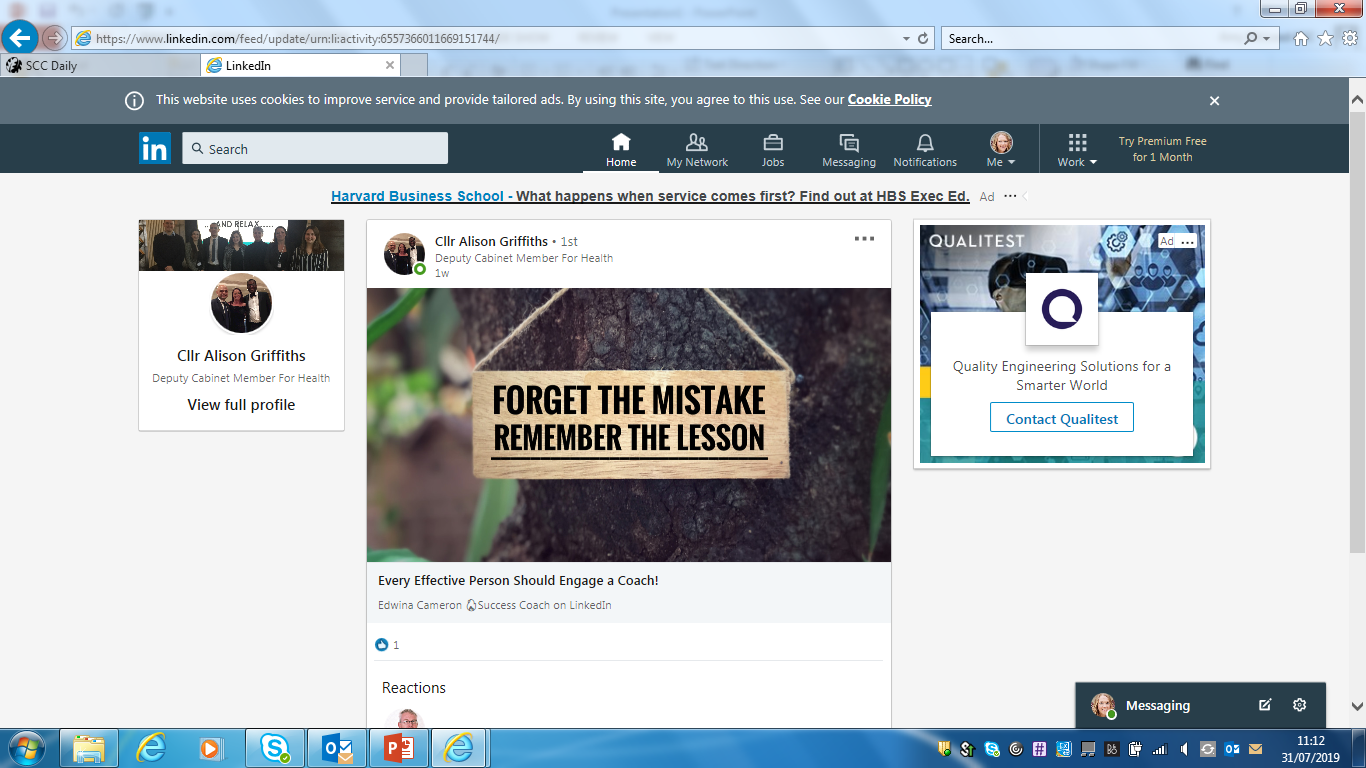 https://www.linkedin.com/feed/update/urn:li:activity:6557366011669151744/
Search...
SCC Daily
LinkedIn
This website uses cookies to improve service and provide tailored ads. By using this site, you agree to this use. See our Cookie Policy
in
Search
Home
My Network
Jobs
Messaging
Notifications
Me
Work
Try Premium Free
for 1 Month
Harvard Business School - What happens when service comes first? Find out at HBS Exec Ed.
Ad
...AND RELAX.....
Cllr Alison Griffiths
Deputy Cabinet Member For Health
View full profile
Cllr Alison Griffiths • 1st
Deputy Cabinet Member For Health
1w
FORGET THE MISTAKE
REMEMBER THE LESSON
Every Effective Person Should Engage a Coach!
Edwina Cameron Success Coach on LinkedIn
1
Reactions
QUALITEST
Ad
Quality Engineering Solutions for a
Smarter World
Contact Qualitest
Messaging
11:12
31/07/2019